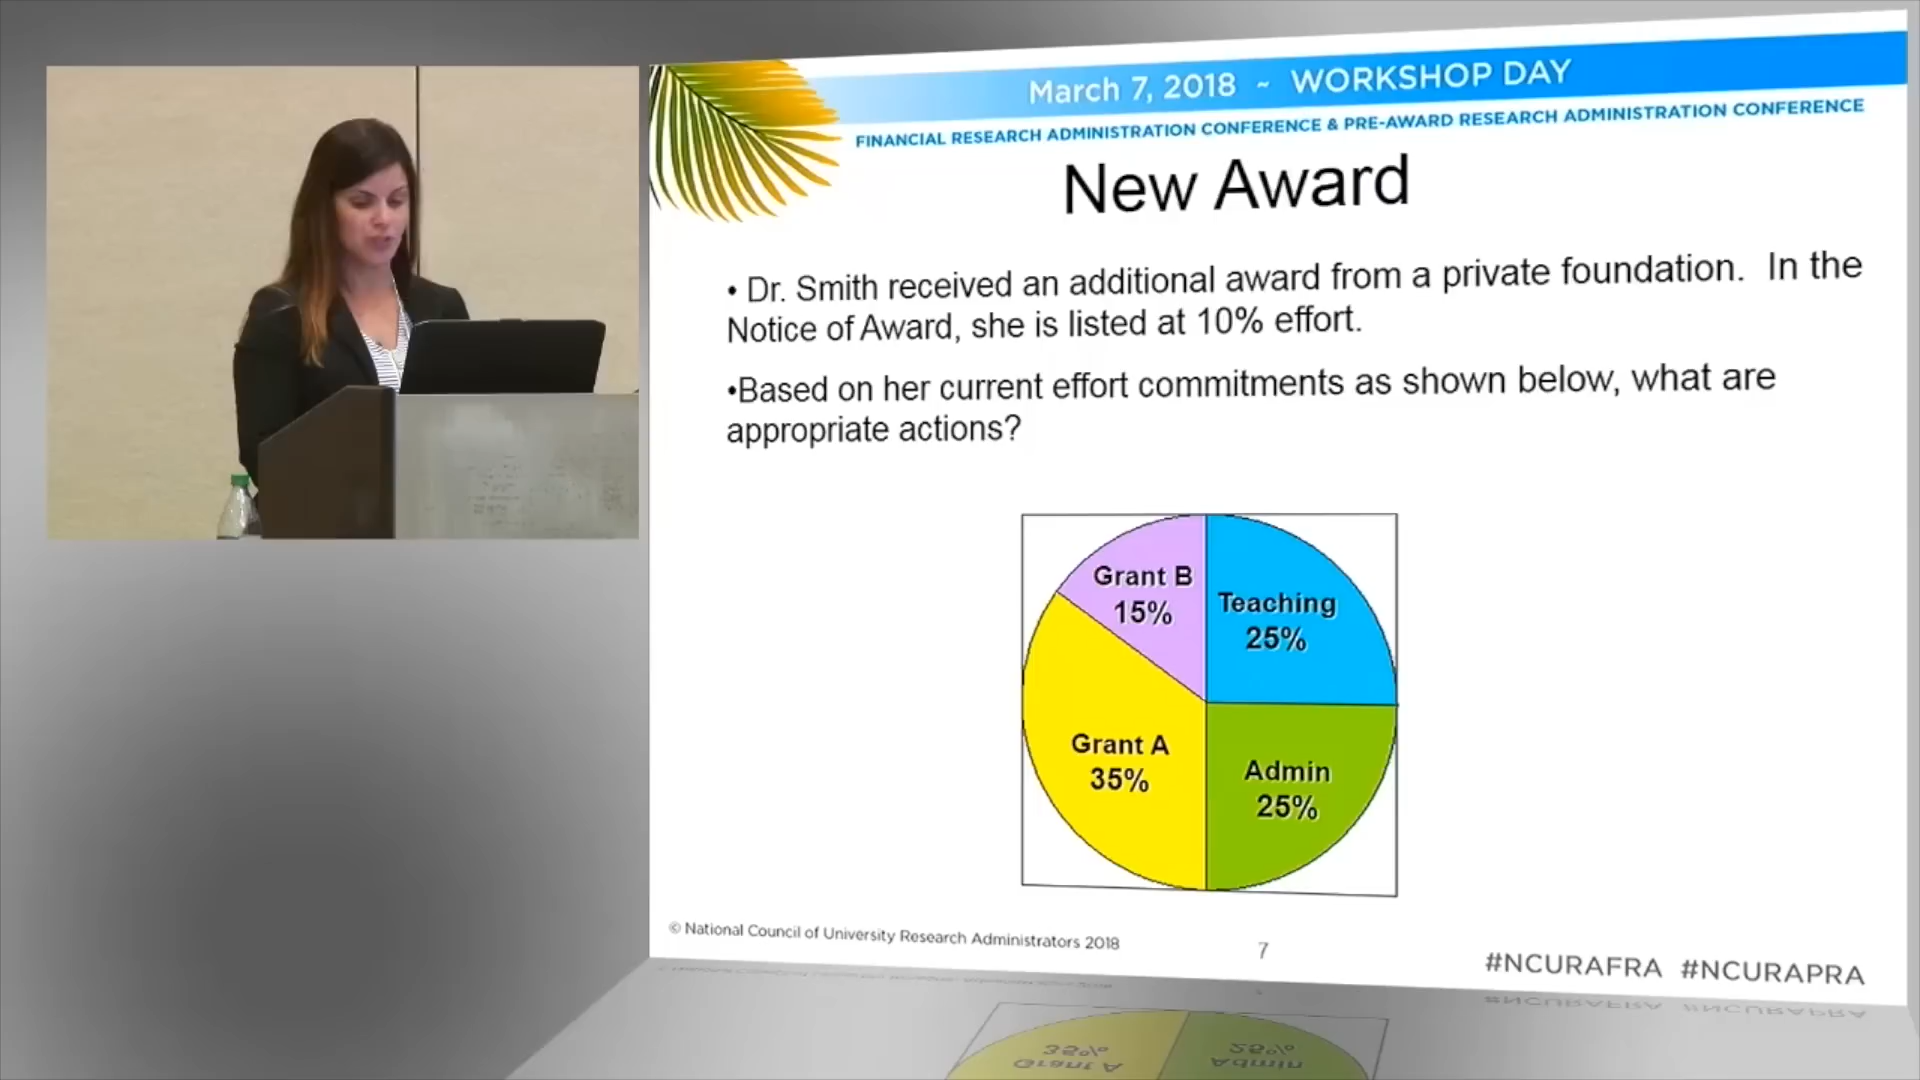 March 7, 2018 ~ WORKSHOP DAY
FINANCIAL RESEARCH ADMINISTRATION CONFERENCE & PRE-AWARD RESEARCH ADMINISTRATION CONFERENCE
New Award
• Dr. Smith received an additional award from a private foundation. In the
Notice of Award, she is listed at 10% effort.
•Based on her current effort commitments as shown below, what are
appropriate actions?
Grant B
15%
Teaching
25%
Grant A
35%
Admin
25%
© National Council of University Research Administrators 2018
7
#NCURAFRA #NCURAPRA